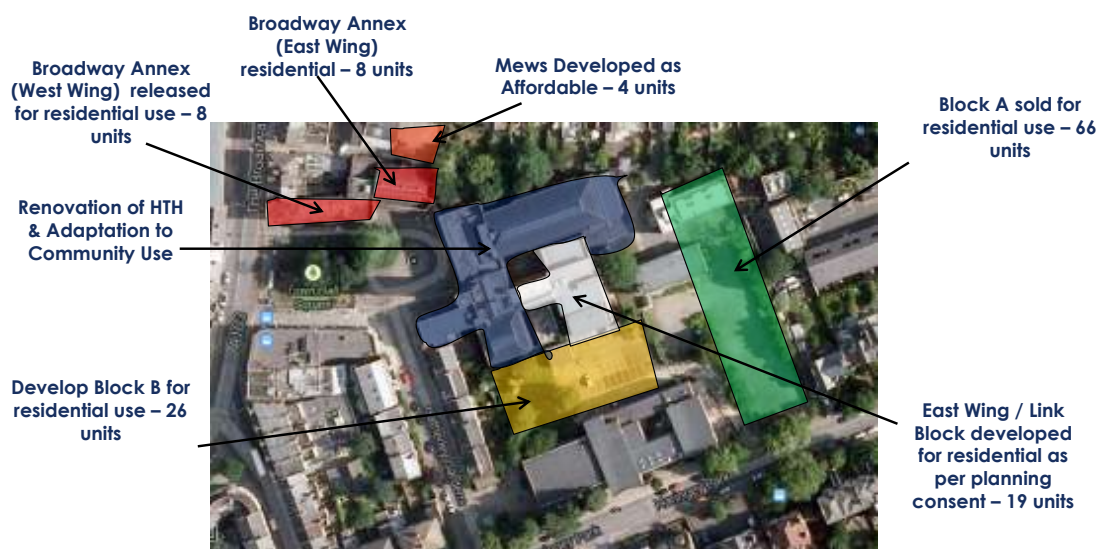 Broadway Annex
(East Wing)
residential – 8 units
Mews Developed as
Affordable – 4 units
Broadway Annex
(West Wing) released
for residential use – 8
units
Block A sold for
residential use – 66
units
Renovation of HTH
& Adaptation to
Community Use
Develop Block B for
residential use – 26
units
East Wing / Link
Block developed
for residential as
per planning
consent – 19 units